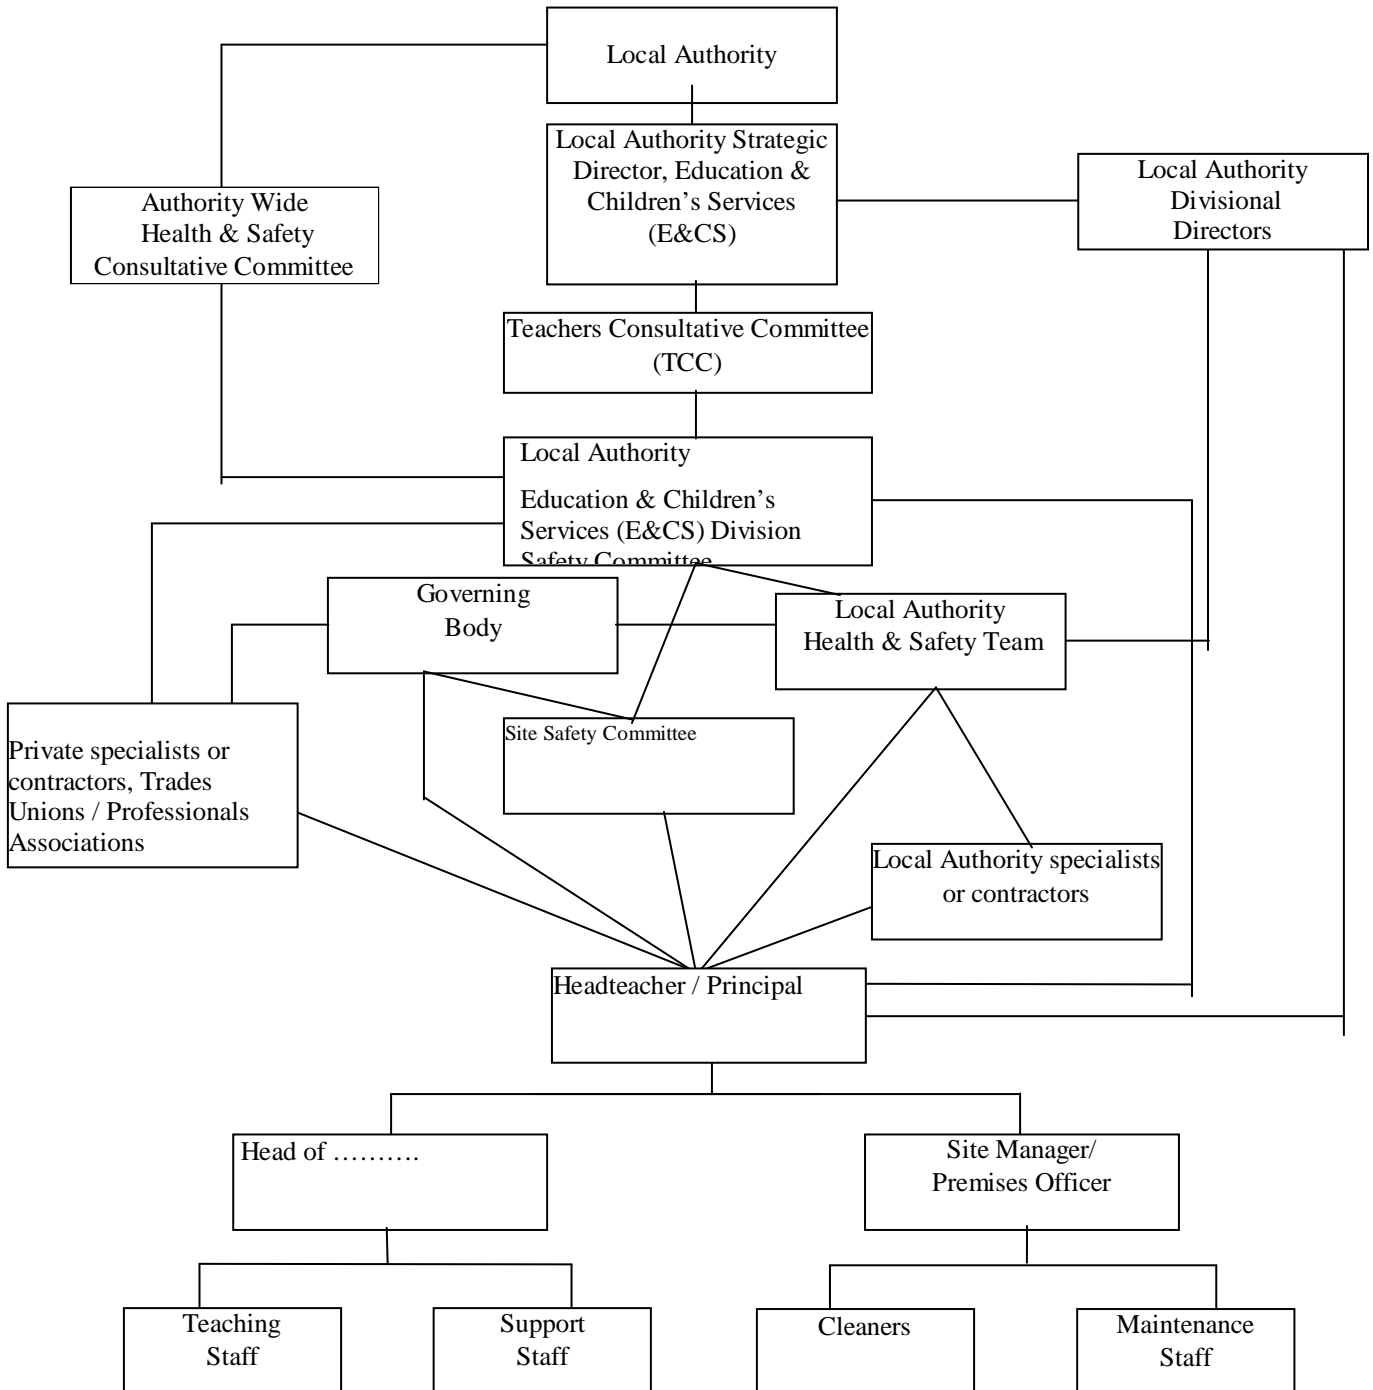 Local Authority
Local Authority Strategic
Director, Education &
Children’s Services
(E&CS)
Local Authority
Divisional
Directors
Authority Wide
Health & Safety
Consultative Committee
Teachers Consultative Committee
(TCC)
Local Authority
Education & Children’s
Services (E&CS) Division
Safety Committee
Governing
Body
Local Authority
Health & Safety Team
Private specialists or
contractors, Trades
Unions / Professionals
Associations
Site Safety Committee
Local Authority specialists
or contractors
Headteacher / Principal
Head of ……….
Site Manager/
Premises Officer
Teaching
Staff
Support
Staff
Cleaners
Maintenance
Staff